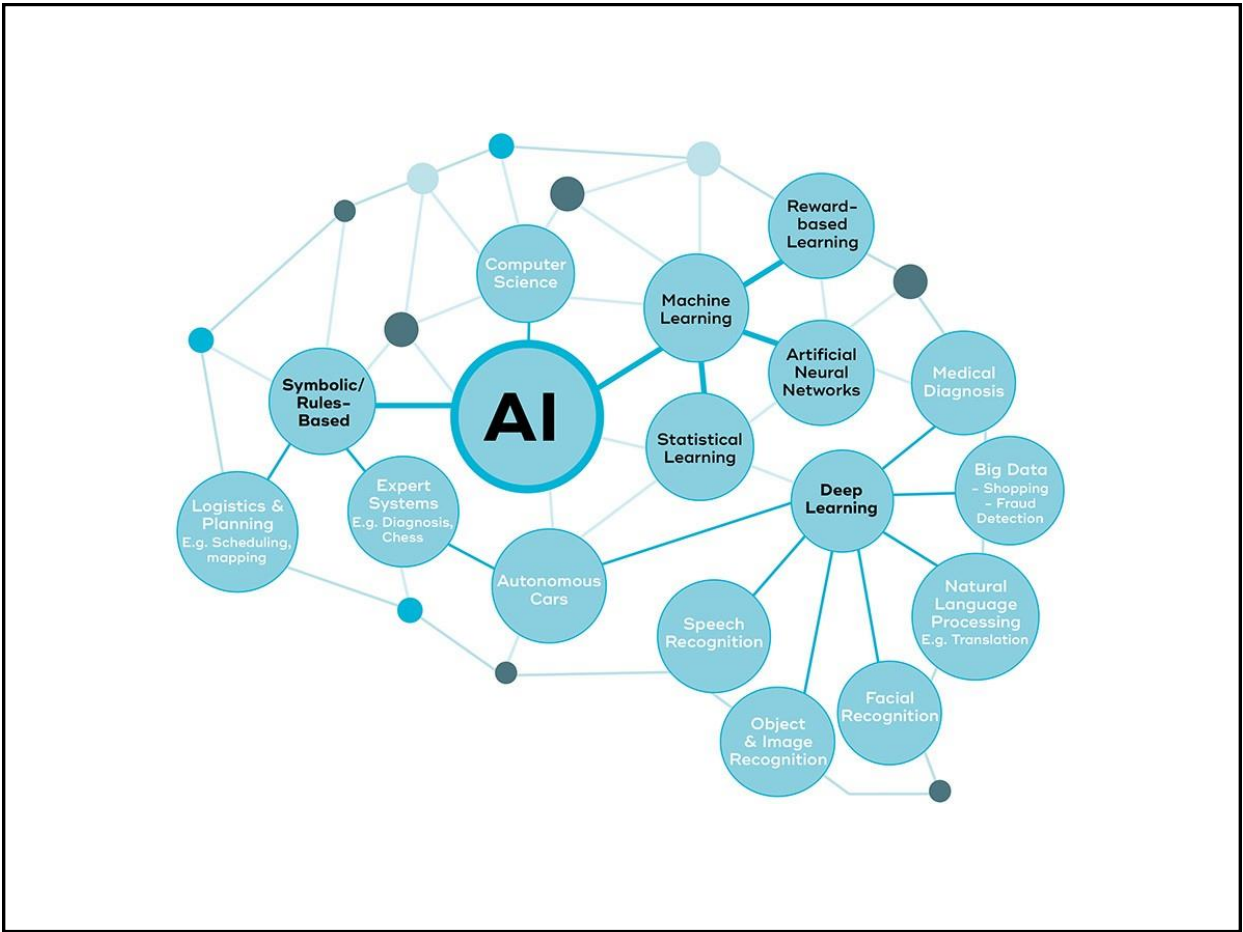 Reward-
based
Learning
Computer
Science
Machine
Learning
Artificial
Neural
Networks
Medical
Diagnosis
Symbolic/
Rules-
Based
AI
Statistical
Learning
Deep
Learning
Big Data
- Shopping
- Fraud
Detection
Logistics &
Planning
E.g. Scheduling,
mapping
Expert
Systems
E.g. Diagnosis,
Chess
Autonomous
Cars
Speech
Recognition
Natural
Language
Processing
E.g. Translation
Object
& Image
Recognition
Facial
Recognition